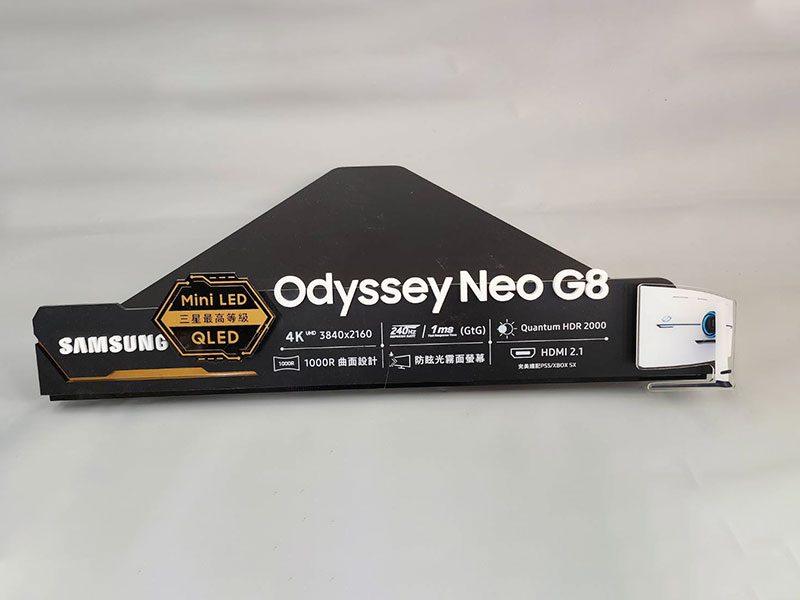 SAMSUNG
Mini LED
三星最高等級
QLED
Odyssey Neo G8
4K UHD 3840x2160
240Hz / 1ms (GtG)
Quantum HDR 2000
1000R 1000R 曲面設計
防眩光霧面螢幕
HDMI 2.1
完美適配PS5/XBOX SX